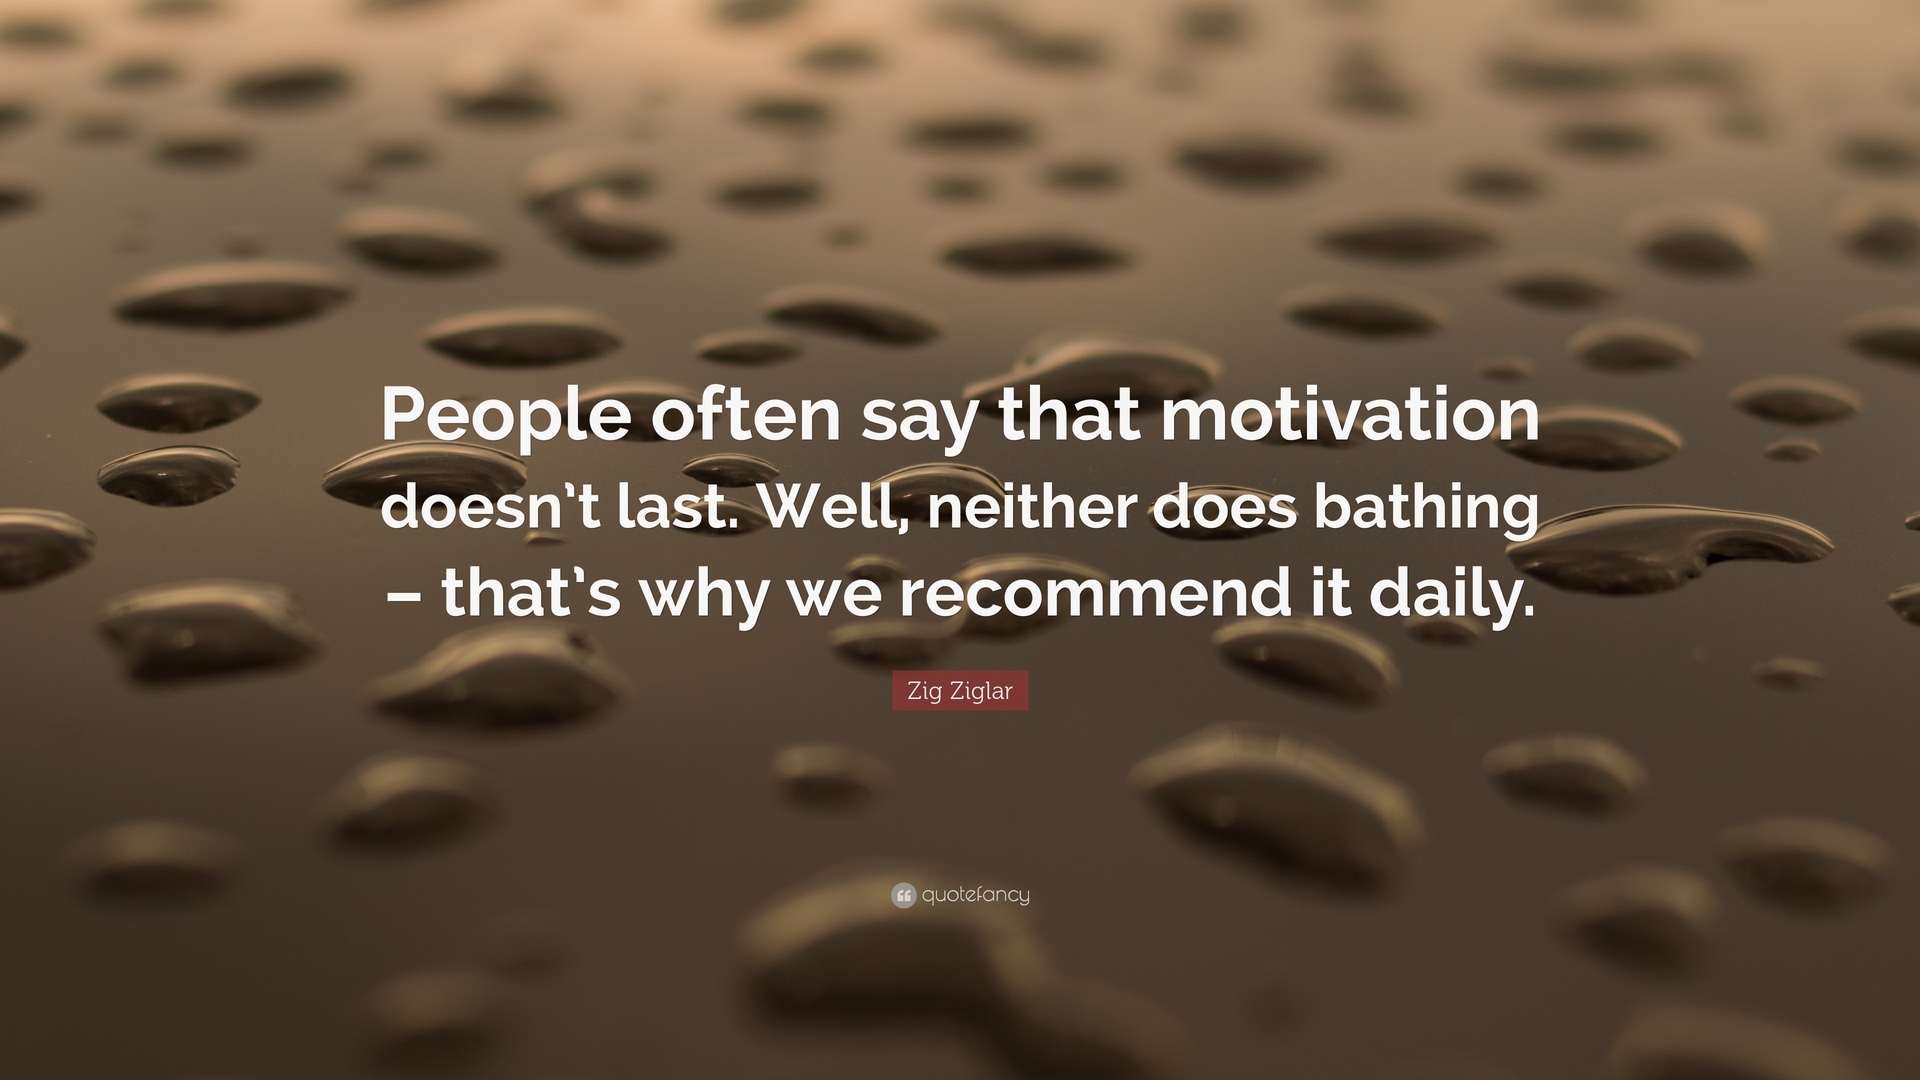 People often say that motivation
doesn’t last. Well, neither does bathing
– that’s why we recommend it daily.
Zig Ziglar
quotefancy